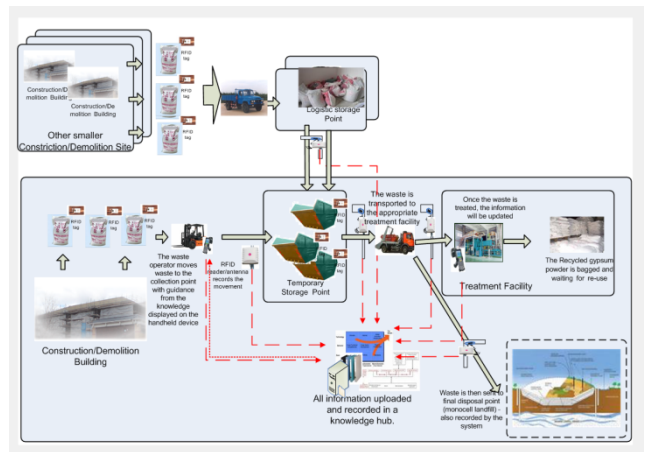 RFID
tag
RFID
tag
RFID
tag
Construction/De
molition Building
Construction/De
molition Building
Other smaller
Constriction/Demolition Site
Logistic storage
Point
The waste is
transported to
the appropriate
treatment facility
Once the waste is
treated, the information
will be updated
The Recycled gypsum
powder is bagged and
waiting for re-use
Treatment Facility
RFID
tag
RFID
tag
RFID
tag
Temporary
Storage Point
The waste
operator moves
waste to the
collection point
with guidance
from the
knowledge
displayed on the
handheld device
RFID
reader/antenna
records the
movement
Construction/Demolition
Building
All information uploaded
and recorded in a
knowledge hub.
Waste is then sent to
final disposal point
(monocell landfill) -
also recorded by the
system